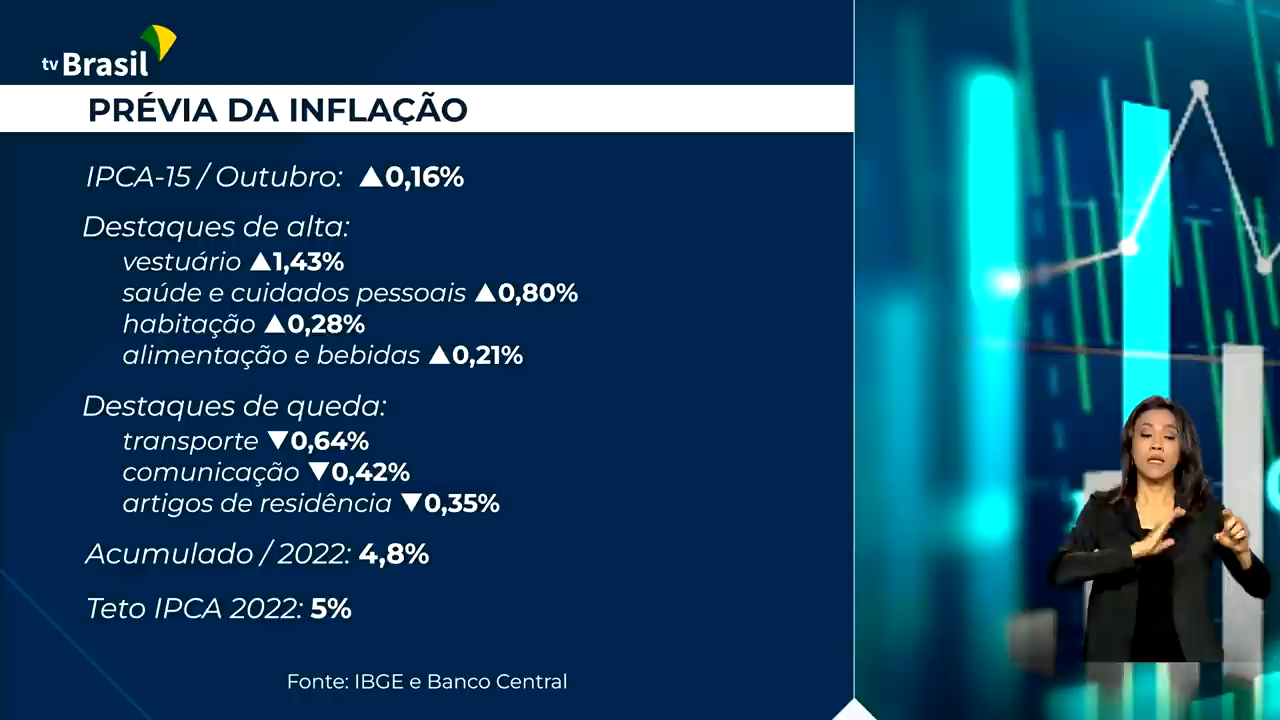 tv Brasil
PRÉVIA DA INFLAÇÃO
IPCA-15 / Outubro: ▲0,16%
Destaques de alta:
vestuário ▲1,43%
saúde e cuidados pessoais ▲0,80%
habitação ▲0,28%
alimentação e bebidas ▲0,21%
Destaques de queda:
transporte ▼0,64%
comunicação ▼0,42%
artigos de residência ▼0,35%
Acumulado / 2022: 4,8%
Teto IPCA 2022: 5%
Fonte: IBGE e Banco Central